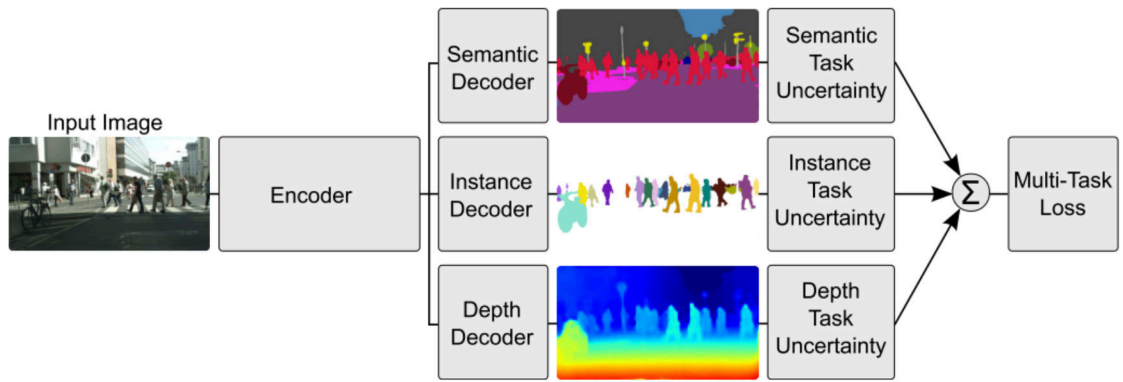 Input Image
Encoder
Semantic
Decoder
Instance
Decoder
Depth
Decoder
Semantic
Task
Uncertainty
Instance
Task
Uncertainty
Depth
Task
Uncertainty
Σ
Multi-Task
Loss